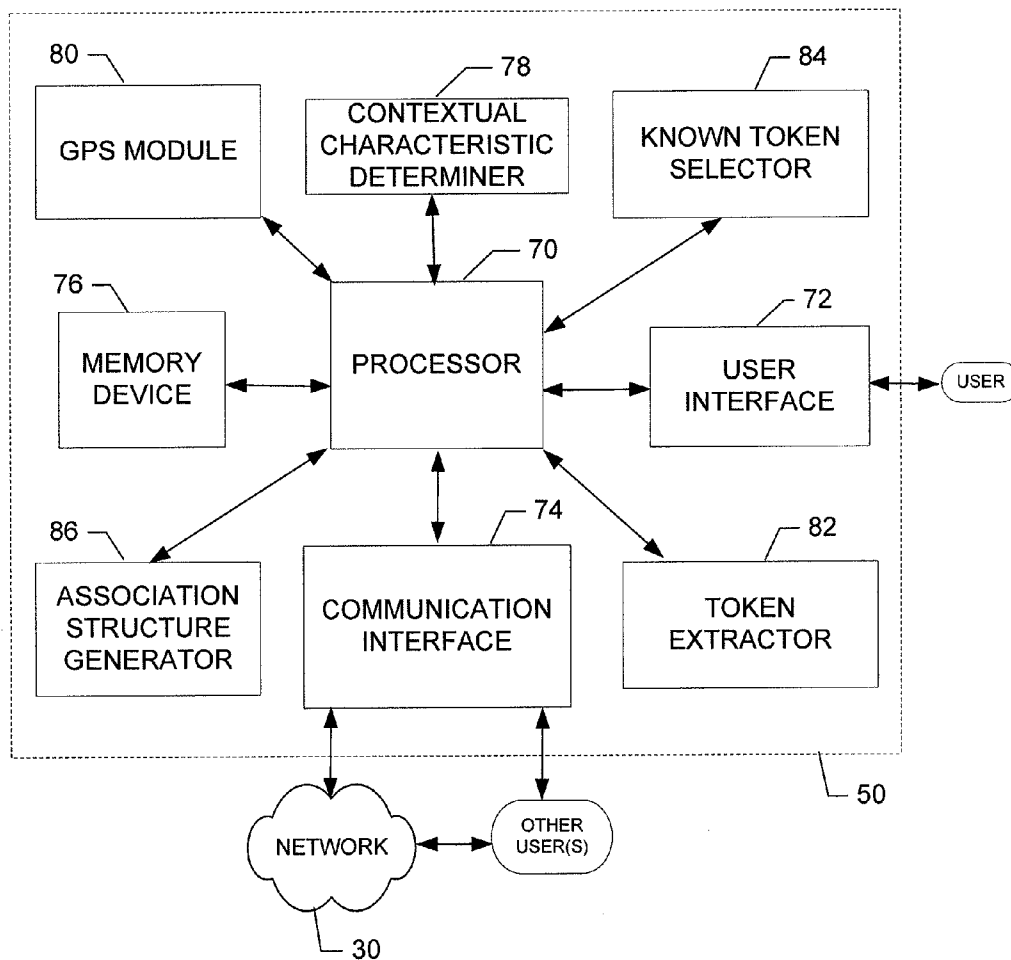 80
GPS MODULE
78
CONTEXTUAL
CHARACTERISTIC
DETERMINER
84
KNOWN TOKEN
SELECTOR
76
MEMORY
DEVICE
70
PROCESSOR
72
USER
INTERFACE
USER
86
ASSOCIATION
STRUCTURE
GENERATOR
74
COMMUNICATION
INTERFACE
82
TOKEN
EXTRACTOR
50
NETWORK
OTHER
USER(S)
30